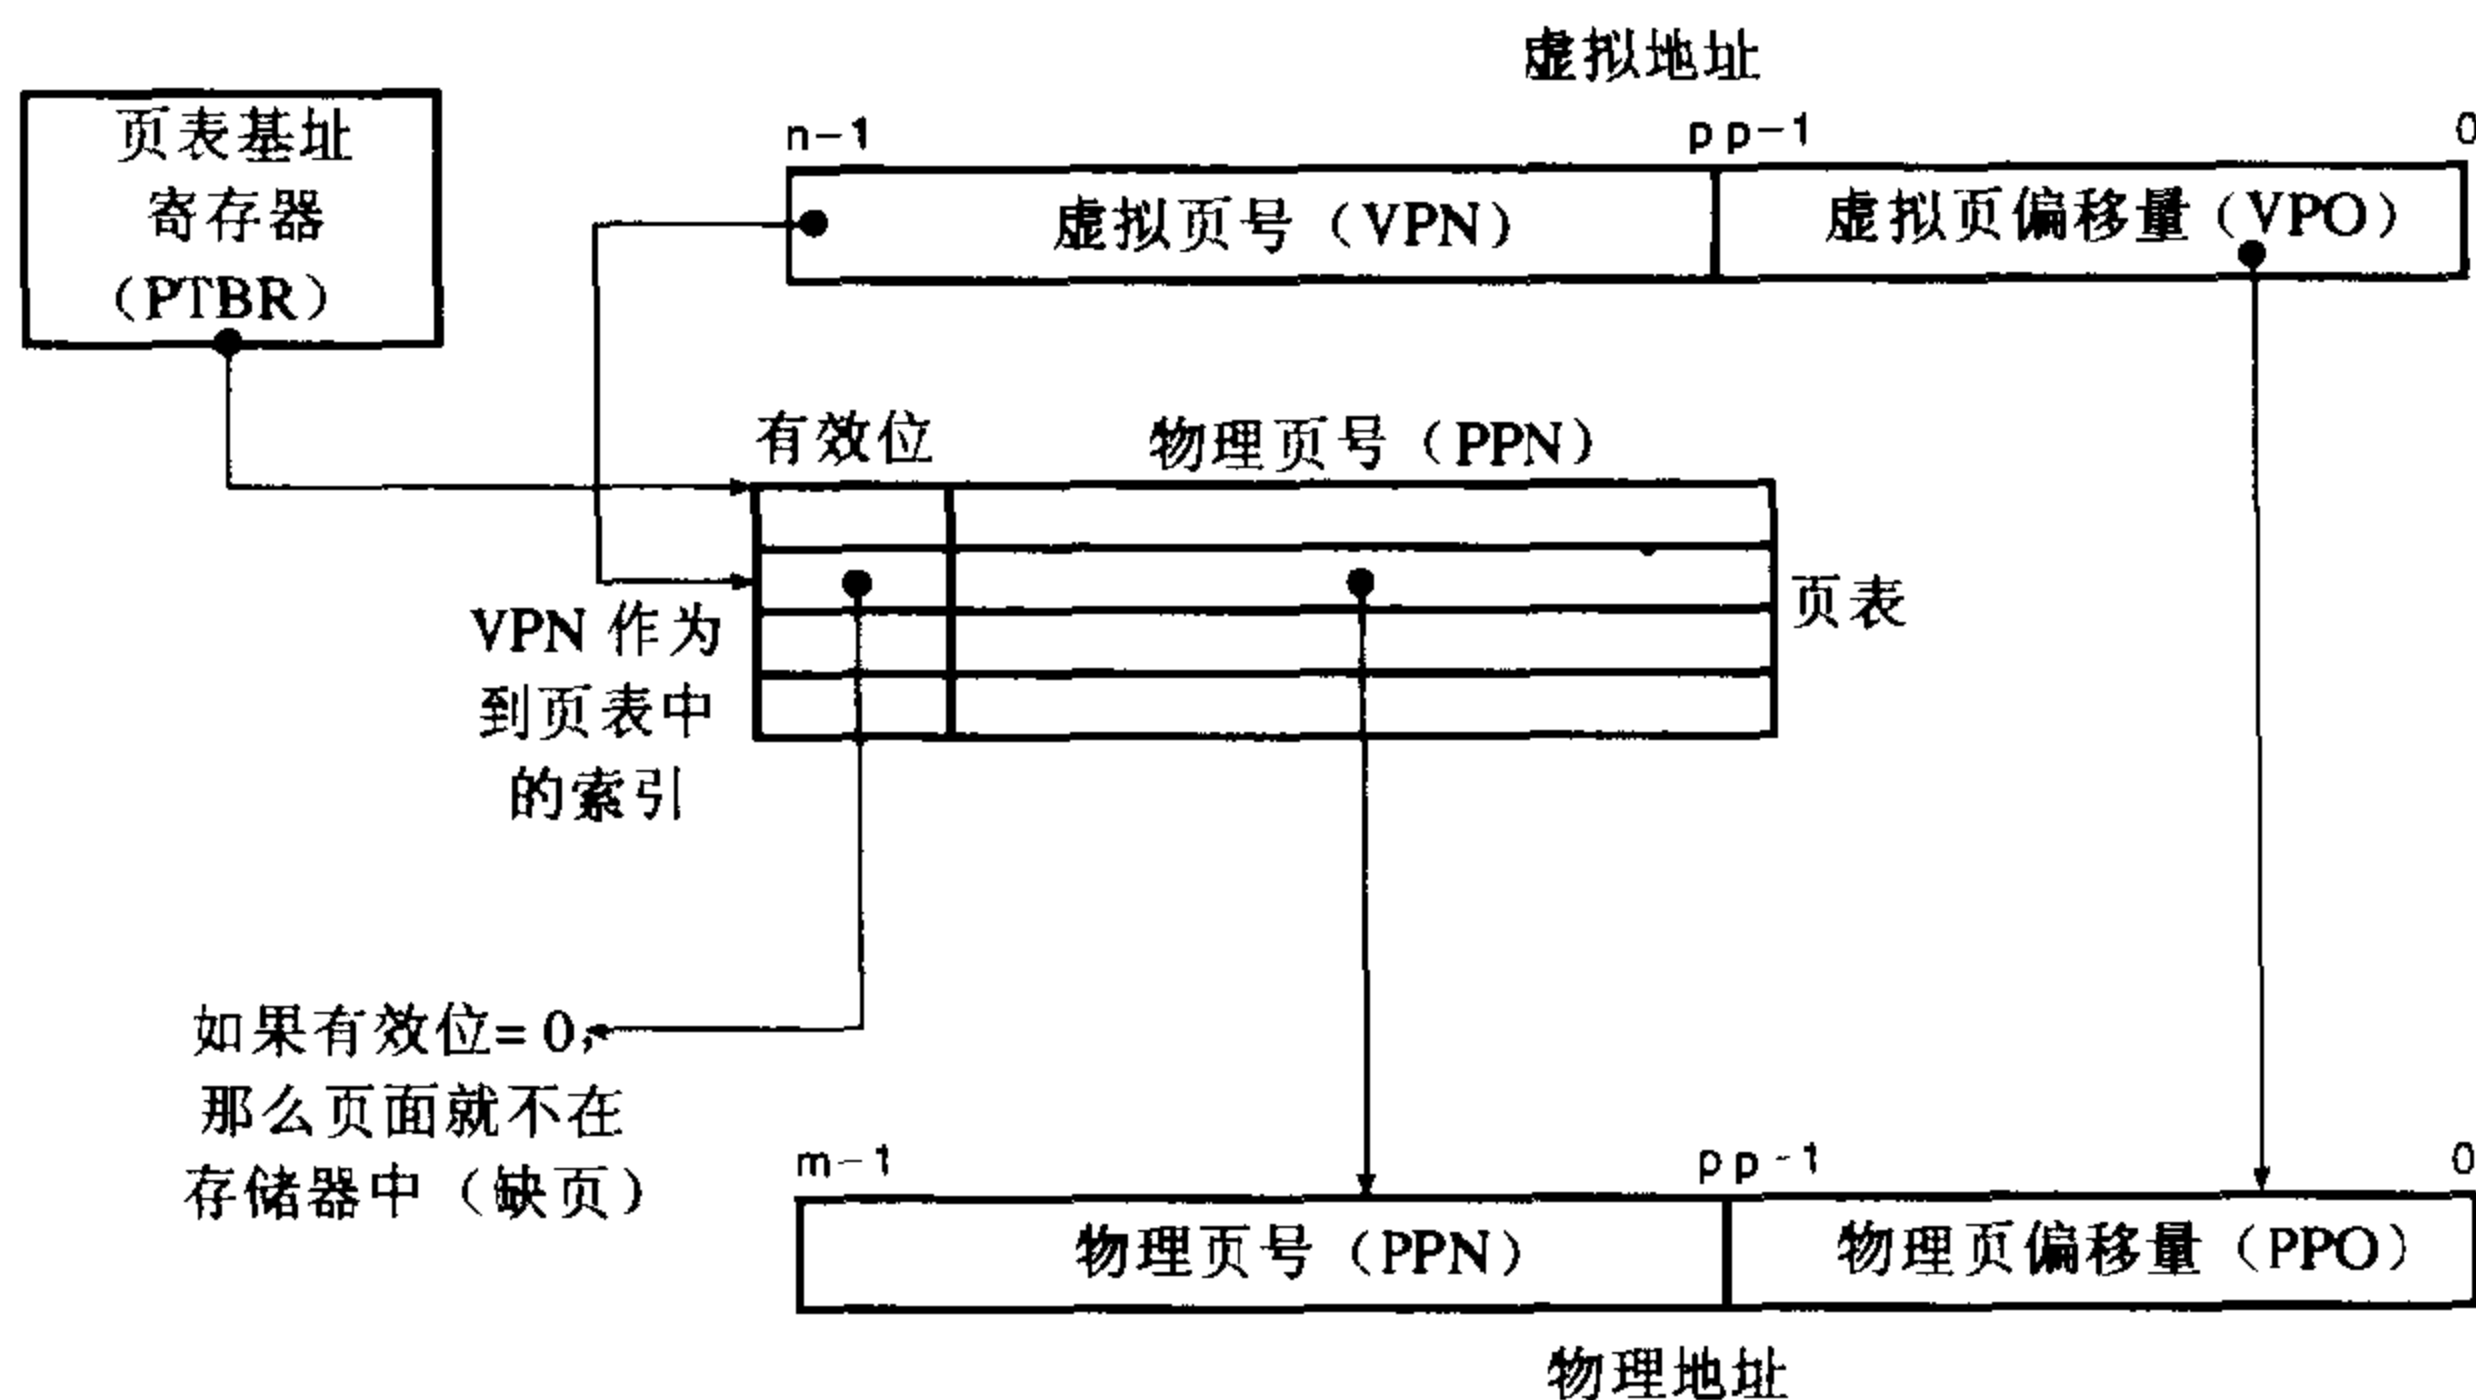 虚拟地址
页表基址
寄存器
（PTBR）
n-1
p p-1
0
虚拟页号（VPN）
虚拟页偏移量（VPO）
有效位
物理页号（PPN）
页表
VPN 作为
到页表中
的索引
如果有效位= 0，
那么页面就不在
存储器中（缺页）
m-1
p p-1
0
物理页号（PPN）
物理页偏移量（PPO）
物理地址